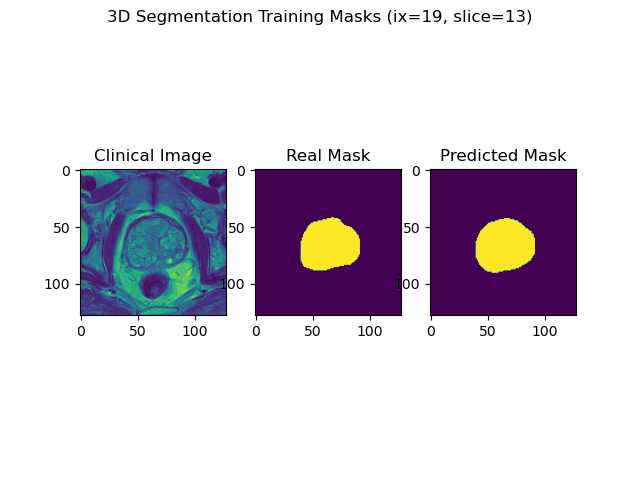 3D Segmentation Training Masks (ix=19, slice=13)
Clinical Image Real Mask Predicted Mask
0 0 0
50 50 50
100 100 100
0 50 100 0 50 100 0 50 100